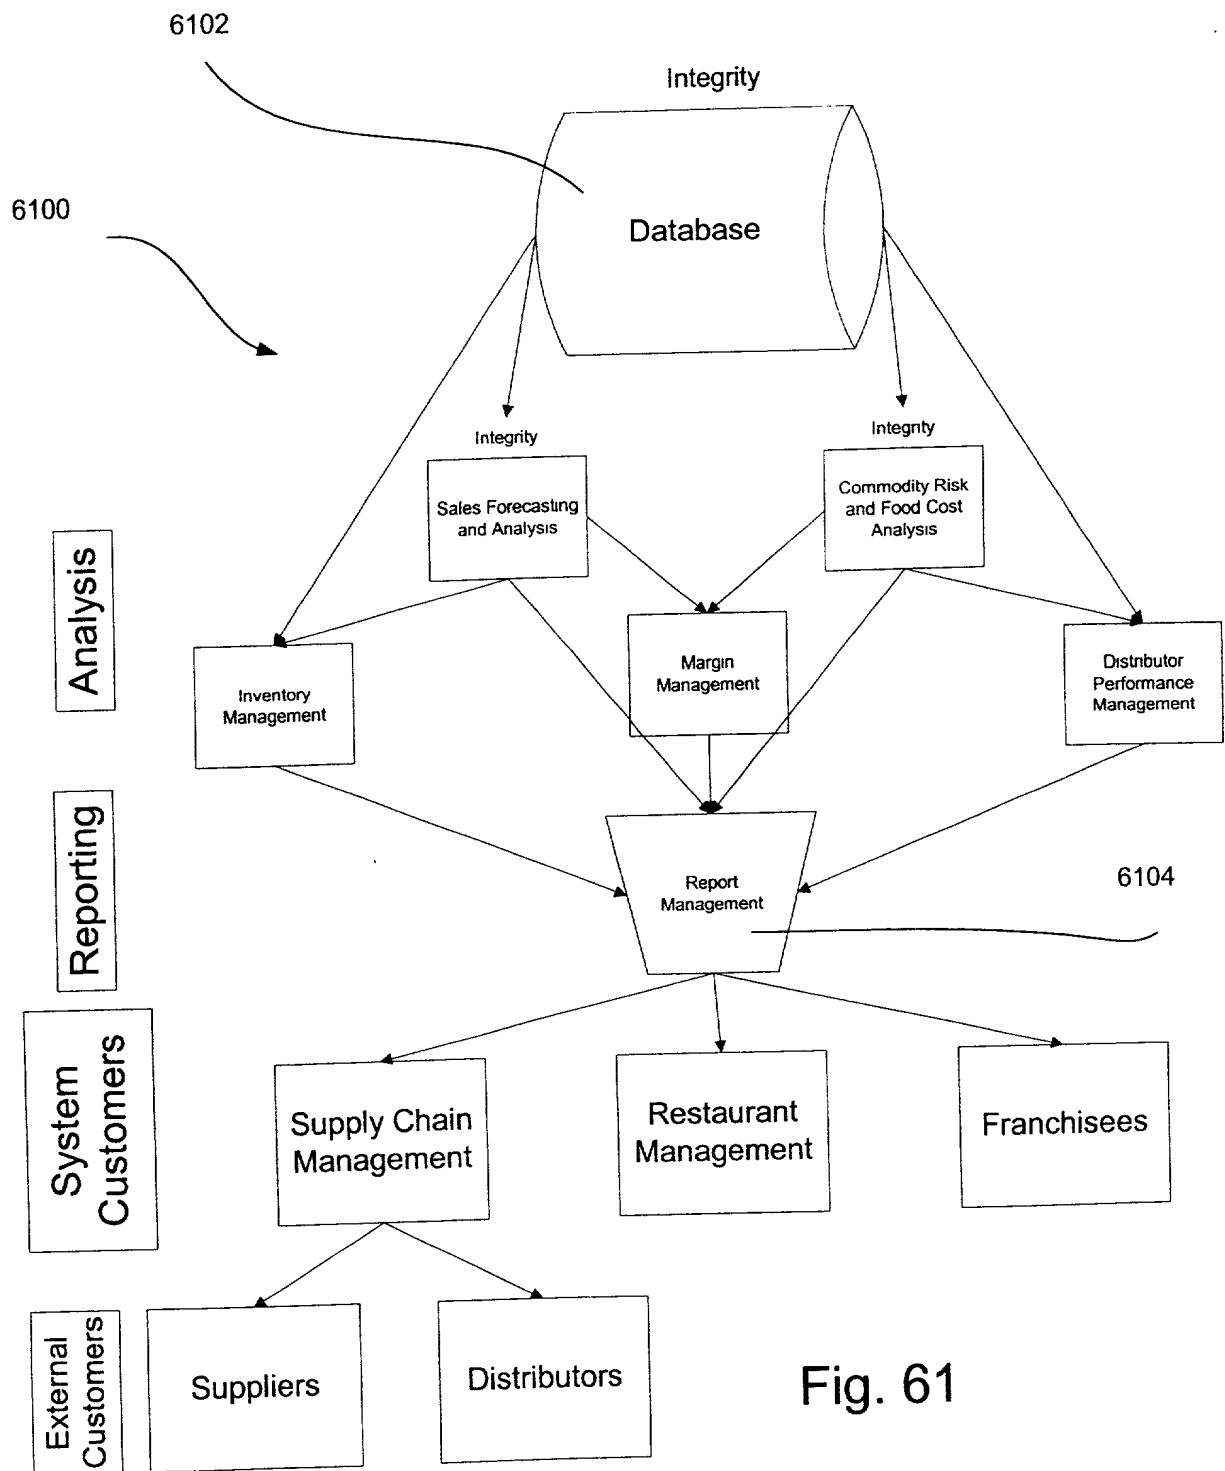 6102
Integrity
6100
Database
Integrity
Integrity
Sales Forecasting
and Analysis
Commodity Risk
and Food Cost
Analysis
Analysis
Inventory
Management
Margin
Management
Distributor
Performance
Management
Reporting
Report
Management
6104
System
Customers
Supply Chain
Management
Restaurant
Management
Franchisees
External
Customers
Suppliers
Distributors
Fig. 61